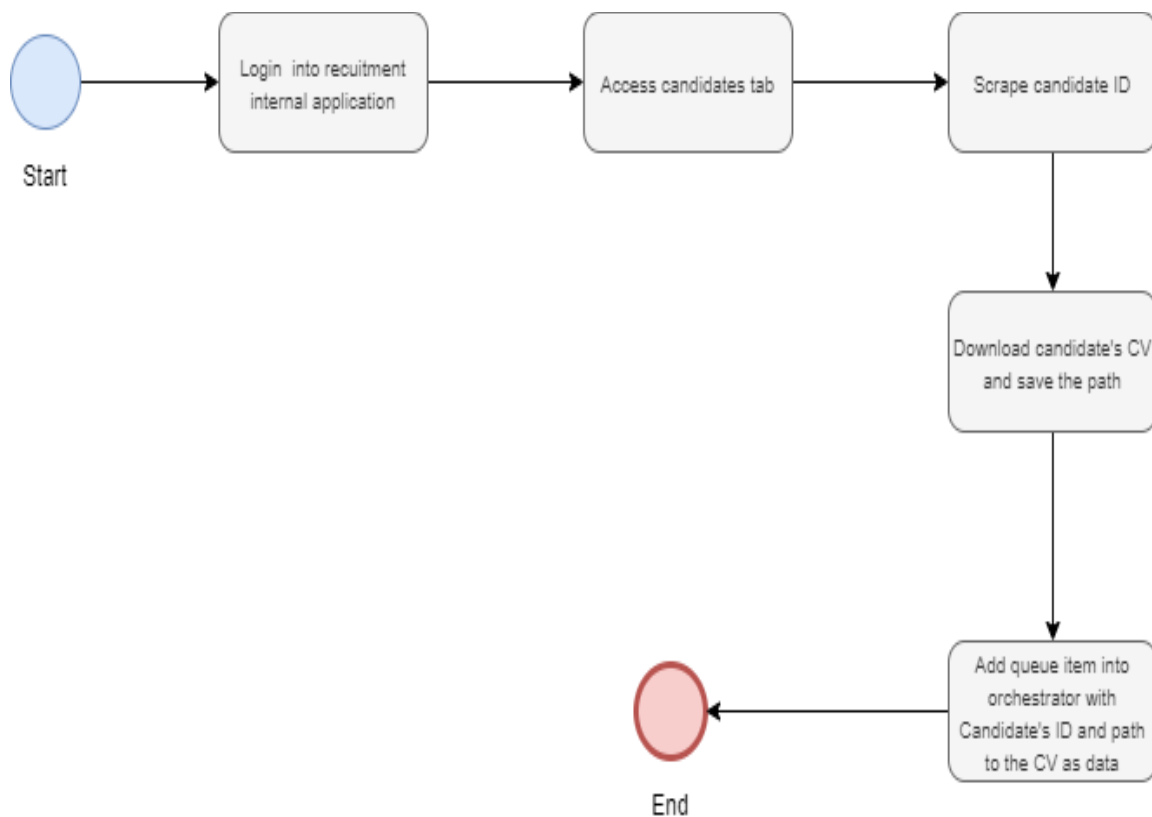 Start
Login  into recuitment
internal application
Access candidates tab
Scrape candidate ID
Download candidate's CV
and save the path
Add queue item into
orchestrator with
Candidate's ID and path
to the CV as data
End